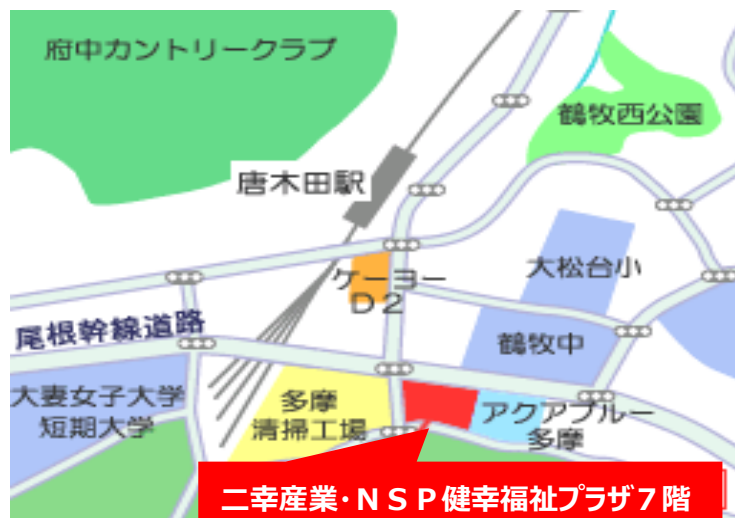 府中カントリークラブ
鶴牧西公園
唐木田駅
大松台小
ケーヨー
D2
尾根幹線道路
鶴牧中
大妻女子大学
短期大学
多摩
清掃工場
アクアブルー
多摩
二幸産業・NSP健幸福祉プラザ7階